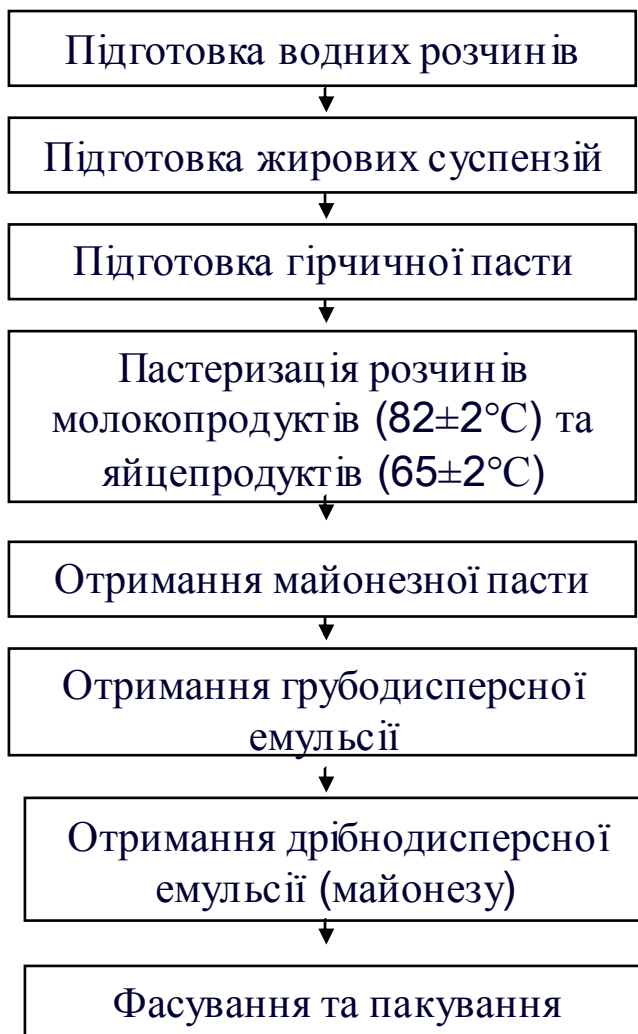 Підготовка водних розчинів
Підготовка жирових суспензій
Підготовка гірчичної пасти
Пастеризація розчинів
молокопродуктів (82±2°С) та
яйцепродуктів (65±2°С)
Отримання майонезної пасти
Отримання грубодисперсної
емульсії
Отримання дрібнодисперсної
емульсії (майонезу)
Фасування та пакування